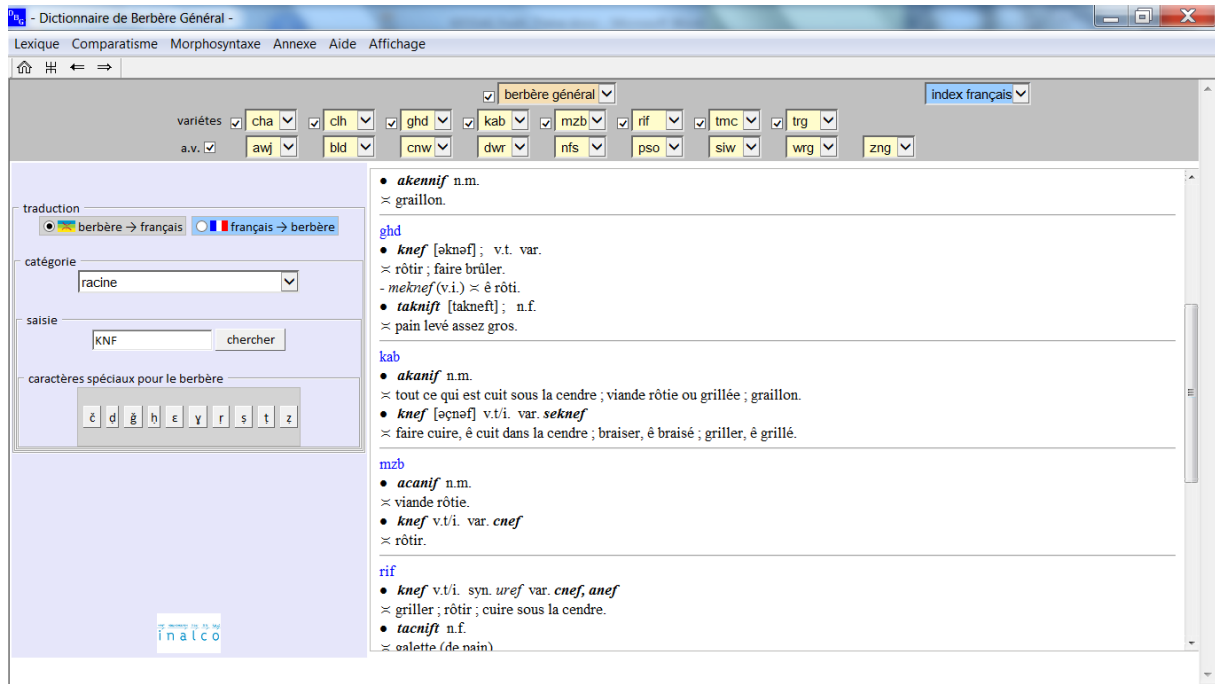 - Dictionnaire de Berbère Général -
Lexique Comparatisme Morphosyntaxe Annexe Aide Affichage
berbère général
index français
variétes cha clh ghd kab mzb rif tmc trg
a.v. awj bld cnw dwr nfs pso siw wrg zng
traduction
berbère → français français → berbère
catégorie
racine
saisie
KNF chercher
caractères spéciaux pour le berbère
č ḍ ğ ḥ ε γ ṛ ṣ ṭ ẓ
inalco
● akennif n.m.
≍ graillon.
ghd
● knef [əknəf] ; v.t. var.
≍ rôtir ; faire brûler.
- meknef (v.i.) ≍ ê rôti.
● taknift [takneft] ; n.f.
≍ pain levé assez gros.
kab
● akanif n.m.
≍ tout ce qui est cuit sous la cendre ; viande rôtie ou grillée ; graillon.
● knef [əçnəf] v.t/i. var. seknef
≍ faire cuire, ê cuit dans la cendre ; braiser, ê braisé ; griller, ê grillé.
mzb
● acanif n.m.
≍ viande rôtie.
● knef v.t/i. var. cnef
≍ rôtir.
rif
● knef v.t/i. syn. uref var. cnef, anef
≍ griller ; rôtir ; cuire sous la cendre.
● tacnift n.f.
≍ galette (de pain)